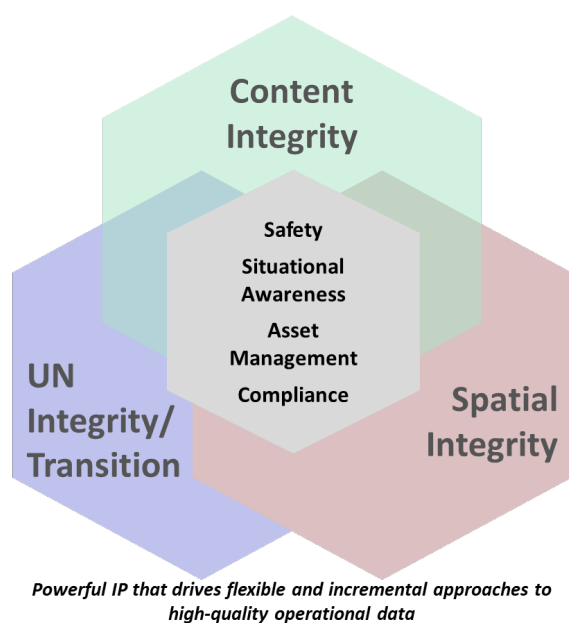 Content
Integrity
Safety
Situational
Awareness
Asset
Management
Compliance
UN
Integrity/
Transition
Spatial
Integrity
Powerful IP that drives flexible and incremental approaches to
high-quality operational data